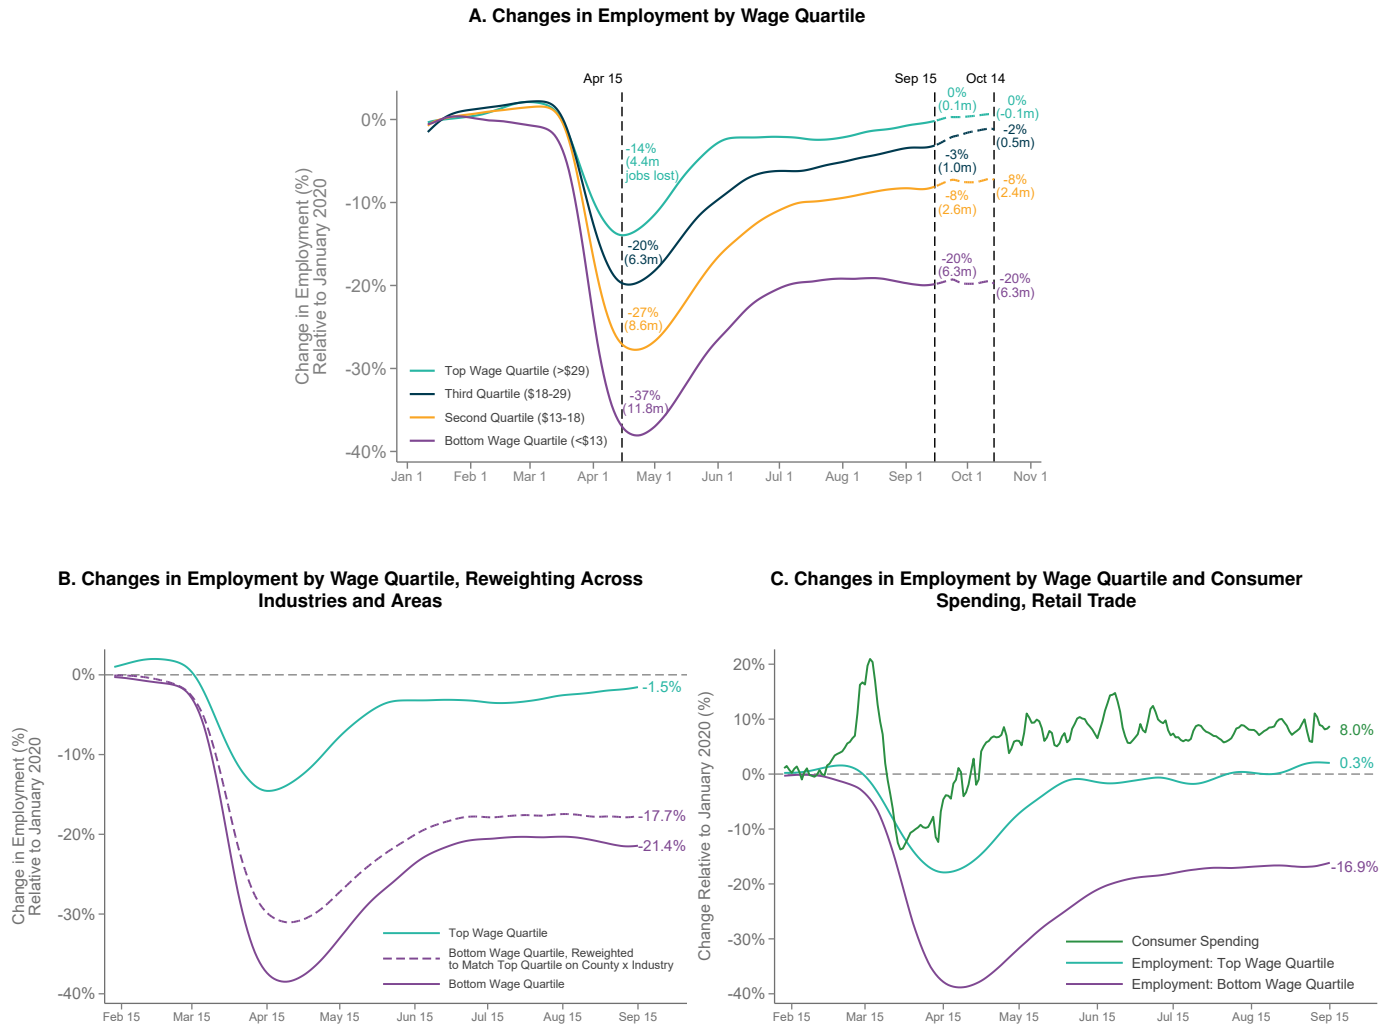 A. Changes in Employment by Wage Quartile
Apr 15
Sep 15
Oct 14
0%
-10%
-20%
-30%
-40%
Change in Employment (%)
Relative to January 2020
-14%
(4.4m
jobs lost)
-20%
(6.3m)
-27%
(8.6m)
-37%
(11.8m)
0%
(0.1m)
-3%
(1.0m)
-8%
(2.6m)
-20%
(6.3m)
0%
(-0.1m)
-2%
(0.5m)
-8%
(2.4m)
-20%
(6.3m)
Top Wage Quartile (>$29)
Third Quartile ($18-29)
Second Quartile ($13-18)
Bottom Wage Quartile (<$13)
Jan 1 Feb 1 Mar 1 Apr 1 May 1 Jun 1 Jul 1 Aug 1 Sep 1 Oct 1 Nov 1
B. Changes in Employment by Wage Quartile, Reweighting Across
Industries and Areas
0%
-10%
-20%
-30%
-40%
Change in Employment (%)
Relative to January 2020
-1.5%
-17.7%
-21.4%
Top Wage Quartile
Bottom Wage Quartile, Reweighted
to Match Top Quartile on County x Industry
Bottom Wage Quartile
Feb 15 Mar 15 Apr 15 May 15 Jun 15 Jul 15 Aug 15 Sep 15
C. Changes in Employment by Wage Quartile and Consumer
Spending, Retail Trade
20%
10%
0%
-10%
-20%
-30%
-40%
Change Relative to January 2020 (%)
8.0%
0.3%
-16.9%
Consumer Spending
Employment: Top Wage Quartile
Employment: Bottom Wage Quartile
Feb 15 Mar 15 Apr 15 May 15 Jun 15 Jul 15 Aug 15 Sep 15